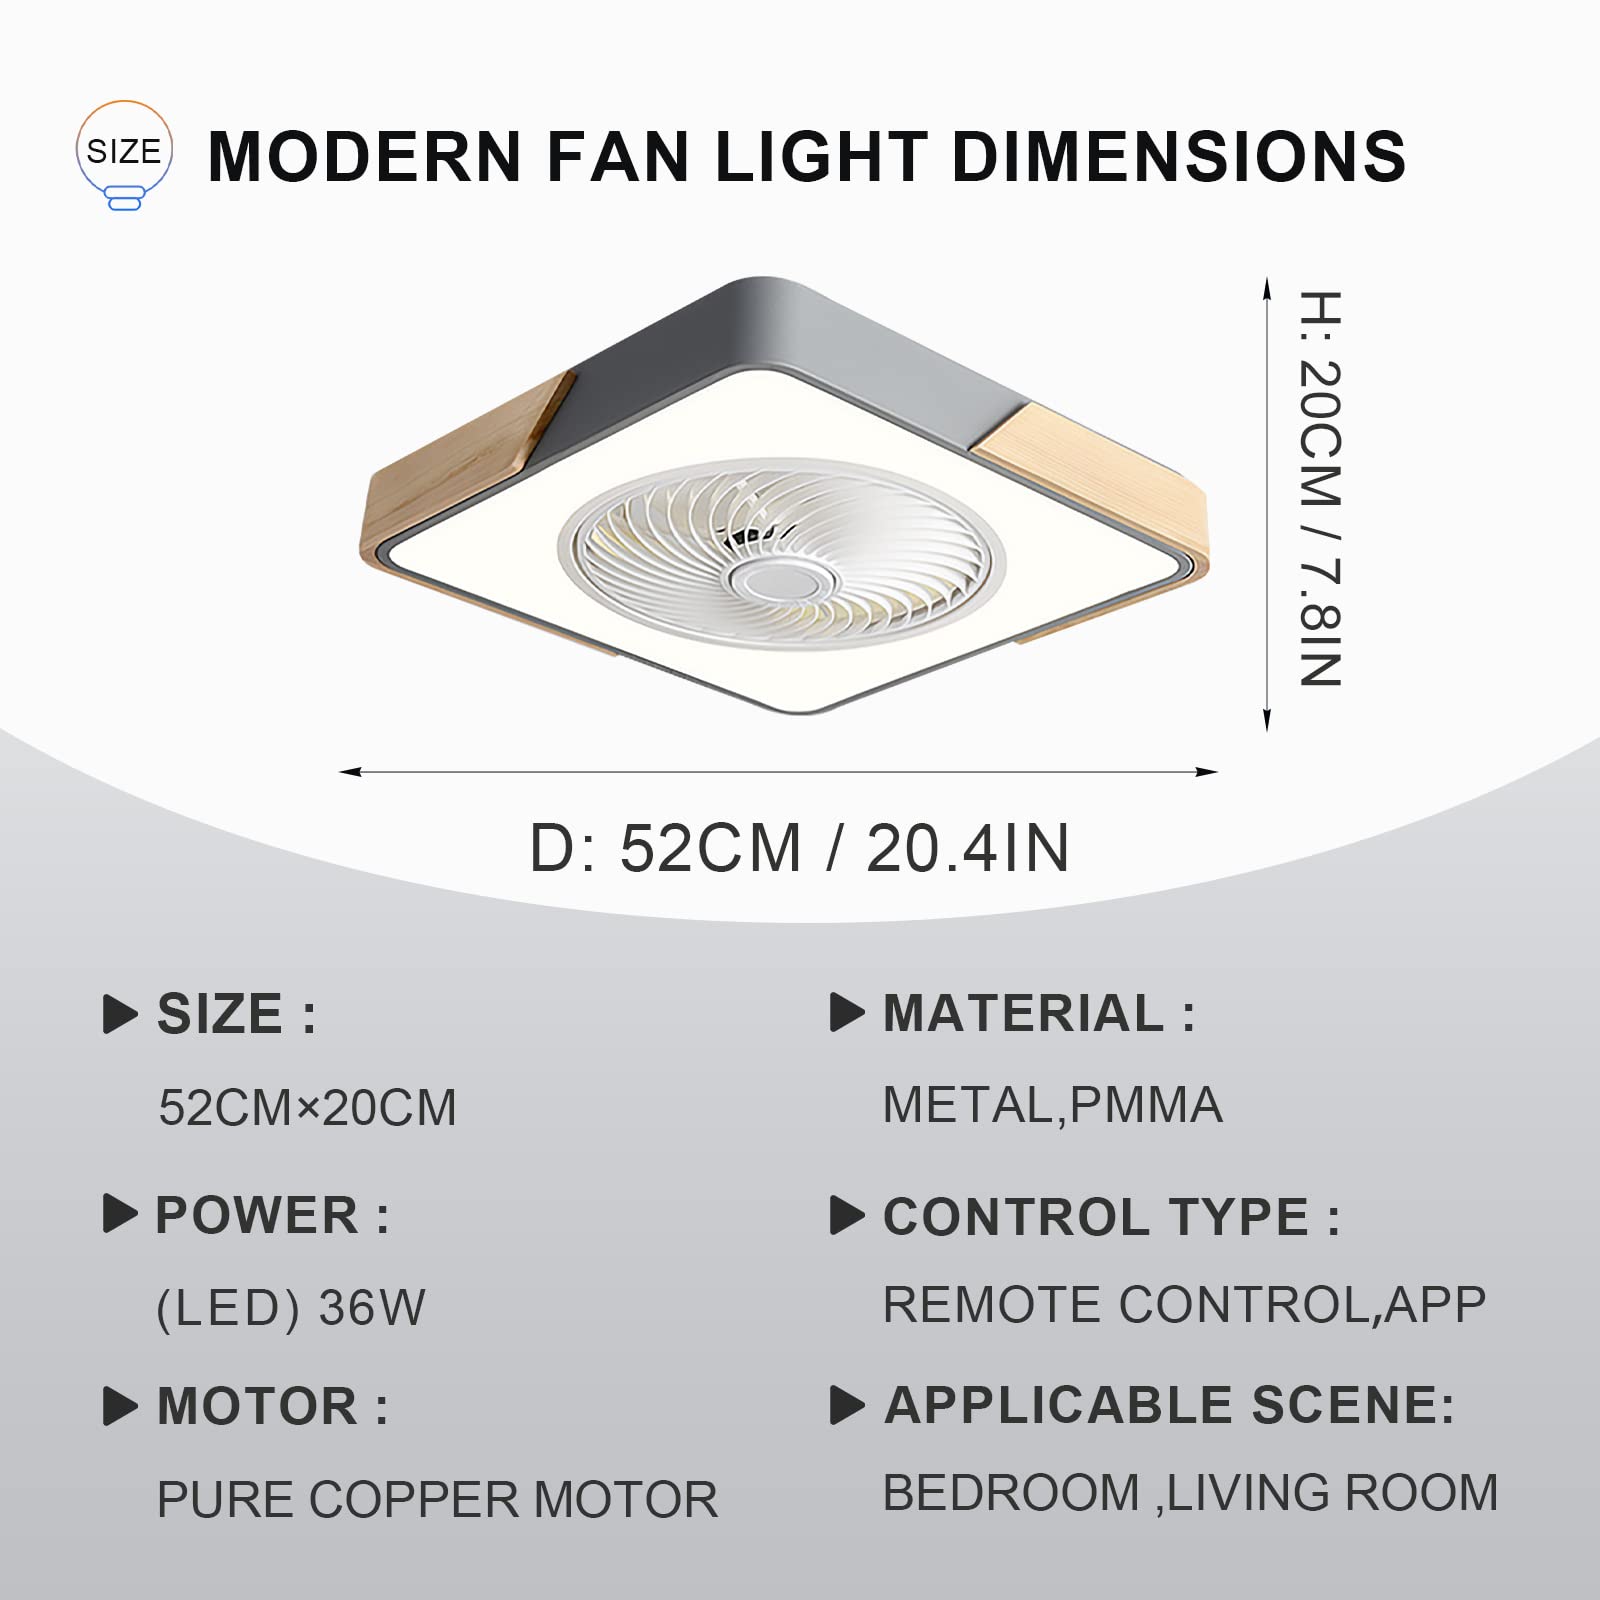 SIZE
MODERN FAN LIGHT DIMENSIONS
H: 20CM / 7.8IN
D: 52CM / 20.4IN
SIZE :
52CM×20CM
POWER :
(LED) 36W
MOTOR :
PURE COPPER MOTOR
MATERIAL :
METAL,PMMA
CONTROL TYPE :
REMOTE CONTROL,APP
APPLICABLE SCENE:
BEDROOM ,LIVING ROOM